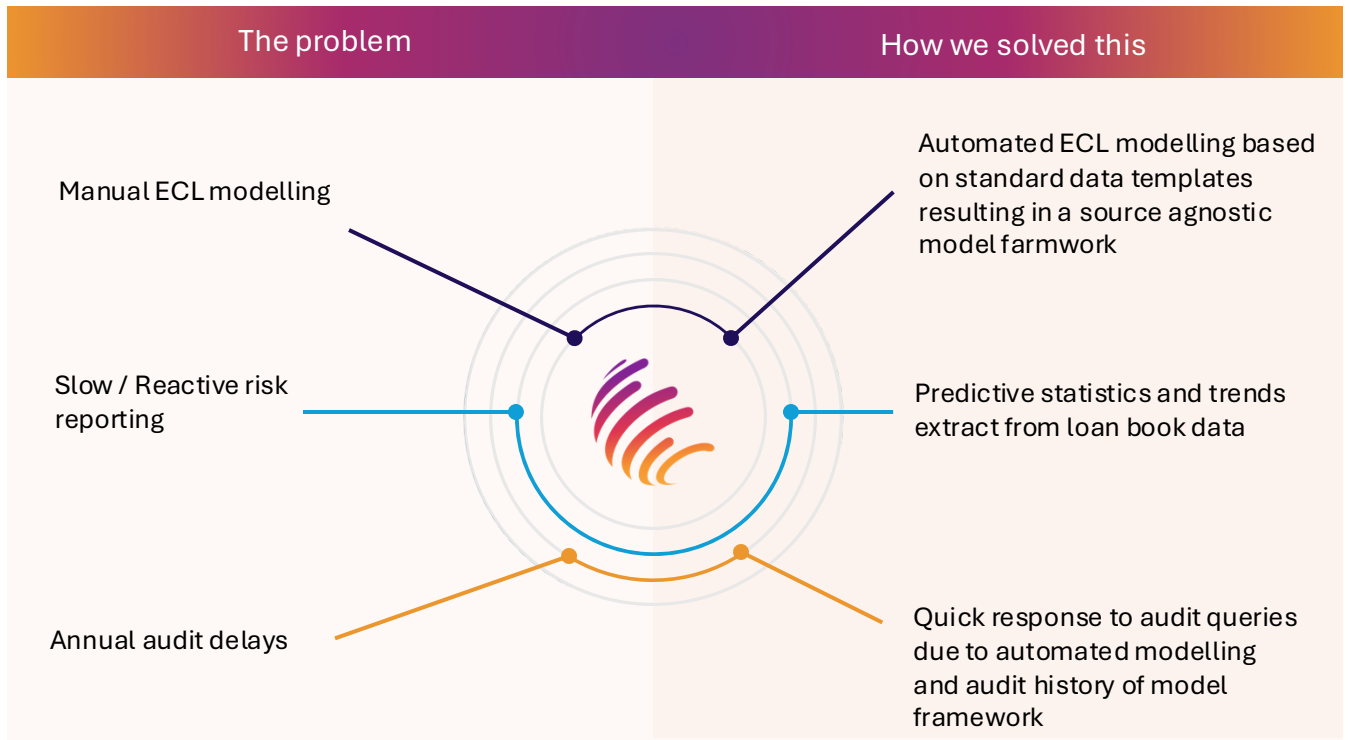 The problem
How we solved this
Manual ECL modelling
Automated ECL modelling based
on standard data templates
resulting in a source agnostic
model farmwork
Slow / Reactive risk
reporting
Predictive statistics and trends
extract from loan book data
Annual audit delays
Quick response to audit queries
due to automated modelling
and audit history of model
framework